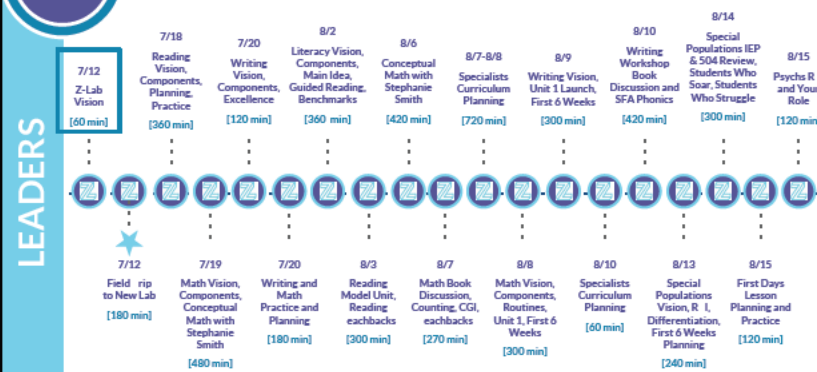 LEADERS
7/12
Z-Lab
Vision
[60 min]
7/18
Reading
Vision,
Components,
Planning,
Practice
[360 min]
7/20
Writing
Vision,
Components,
Excellence
[120 min]
8/2
Literacy Vision,
Components,
Main Idea,
Guided Reading,
Benchmarks
[360 min]
8/6
Conceptual
Math with
Stephanie
Smith
[420 min]
8/7-8/8
Specialists
Curriculum
Planning
[720 min]
8/9
Writing Vision,
Unit 1 Launch,
First 6 Weeks
[300 min]
8/10
Writing
Workshop
Book
Discussion and
SFA Phonics
[420 min]
8/14
Special
Populations IEP
& 504 Review,
Students Who
Soar, Students
Who Struggle
[300 min]
8/15
Psychs R
and Your
Role
[120 min
7/12
Field rip
to New Lab
[180 min]
7/19
Math Vision,
Components,
Conceptual
Math with
Stephanie
Smith
[480 min]
7/20
Writing and
Math
Practice and
Planning
[180 min]
8/3
Reading
Model Unit,
Reading
eachbacks
[300 min]
8/7
Math Book
Discussion,
Counting, CGI,
eachbacks
[270 min]
8/8
Math Vision,
Components,
Routines,
Unit 1, First 6
Weeks
[300 min]
8/10
Specialists
Curriculum
Planning
[60 min]
8/13
Special
Populations
Vision, R I,
Differentiation,
First 6 Weeks
Planning
[240 min]
8/15
First Days
Lesson
Planning and
Practice
[120 min]